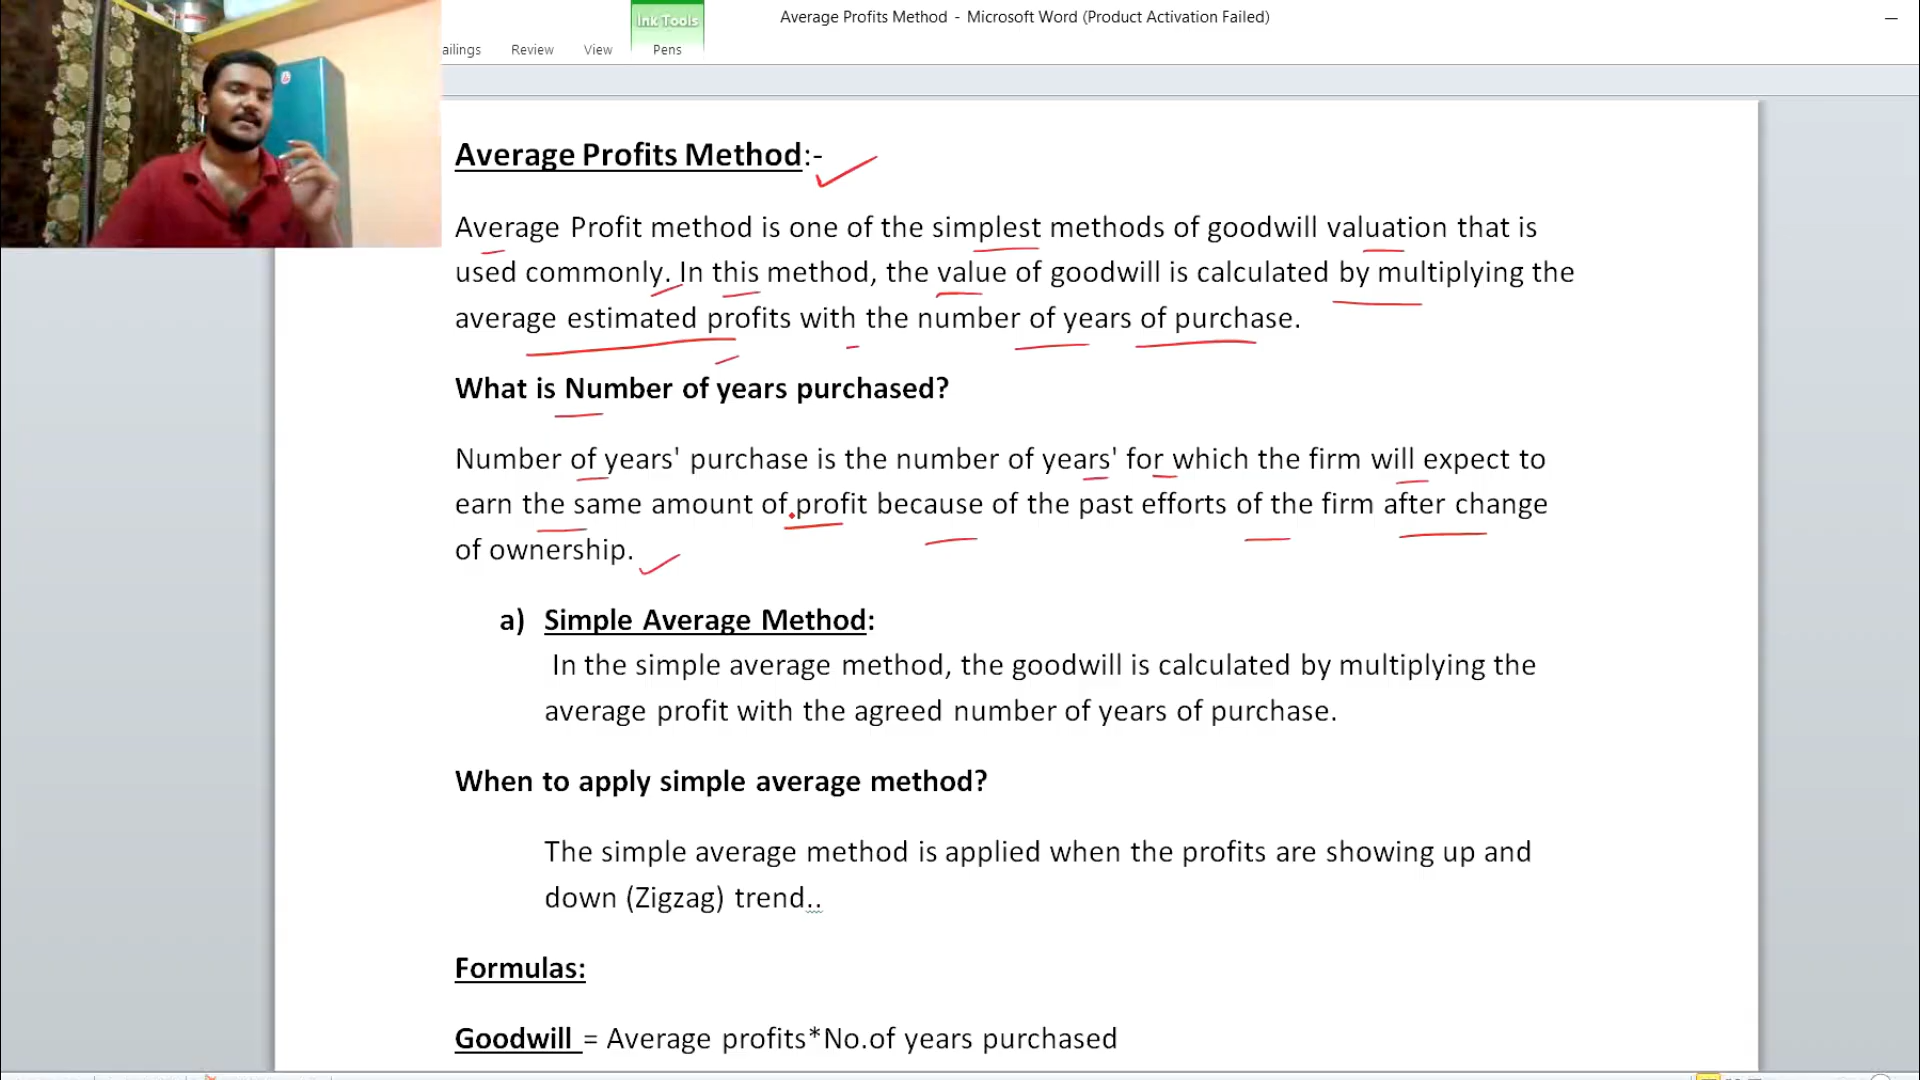 Ink Tools
Average Profits Method - Microsoft Word (Product Activation Failed)
ailings Review View Pens
Average Profits Method:-
Average Profit method is one of the simplest methods of goodwill valuation that is
used commonly. In this method, the value of goodwill is calculated by multiplying the
average estimated profits with the number of years of purchase.
What is Number of years purchased?
Number of years' purchase is the number of years' for which the firm will expect to
earn the same amount of profit because of the past efforts of the firm after change
of ownership.
a) Simple Average Method:
In the simple average method, the goodwill is calculated by multiplying the
average profit with the agreed number of years of purchase.
When to apply simple average method?
The simple average method is applied when the profits are showing up and
down (Zigzag) trend..
Formulas:
Goodwill = Average profits*No.of years purchased